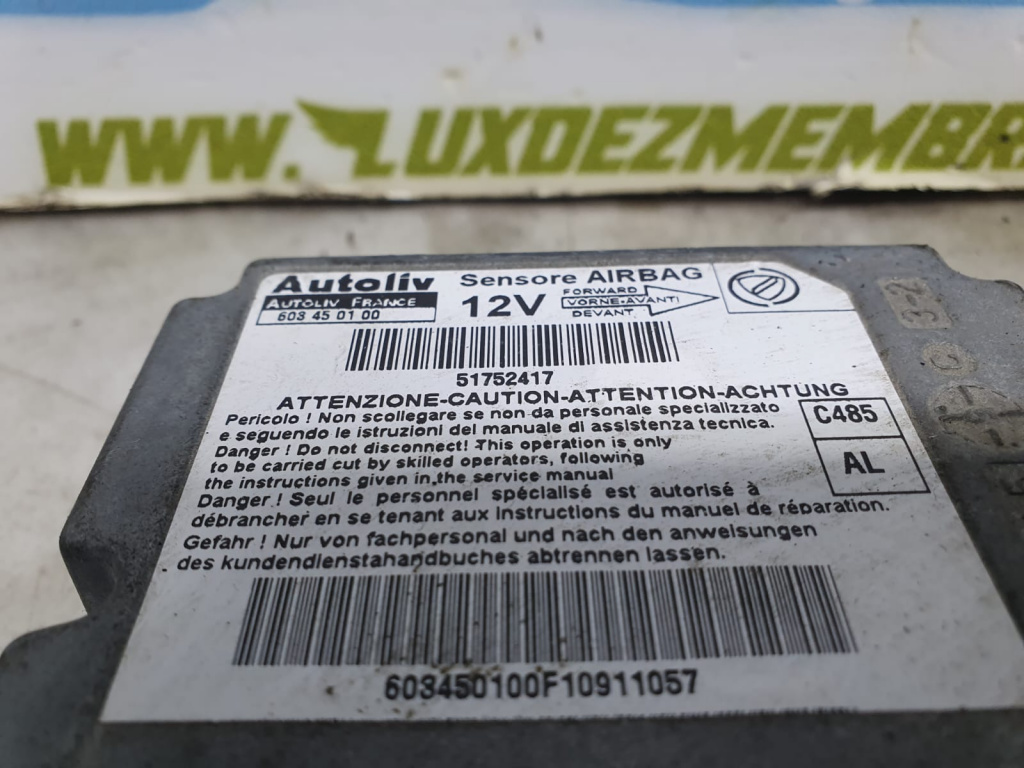 WWW.LUXDEZMEMBRA
Autoliv
AUTOLIV FRANCE
603 45 01 00
Sensore AIRBAG
12V
FORWARD
VORNE-AVANTI
DEVANT
51752417
ATTENZIONE-CAUTION-ATTENTION-ACHTUNG
Pericolo ! Non scollegare se non da personale specializzato
e seguendo le istruzioni del manuale di assistenza tecnica.
Danger ! Do not disconnect! This operation is only
to be carried cut by skilled operators, following
the instructions given in,the service manual
Danger ! Seul le personnel spécialisé est autorisé à
débrancher en se tenant aux Instructions du manuel de réparation.
Gefahr ! Nur von fachpersonal und nach den anweisungen
des kundendienstahandbuches abtrennen lassen.
C485
AL
603450100F10911057
3-2